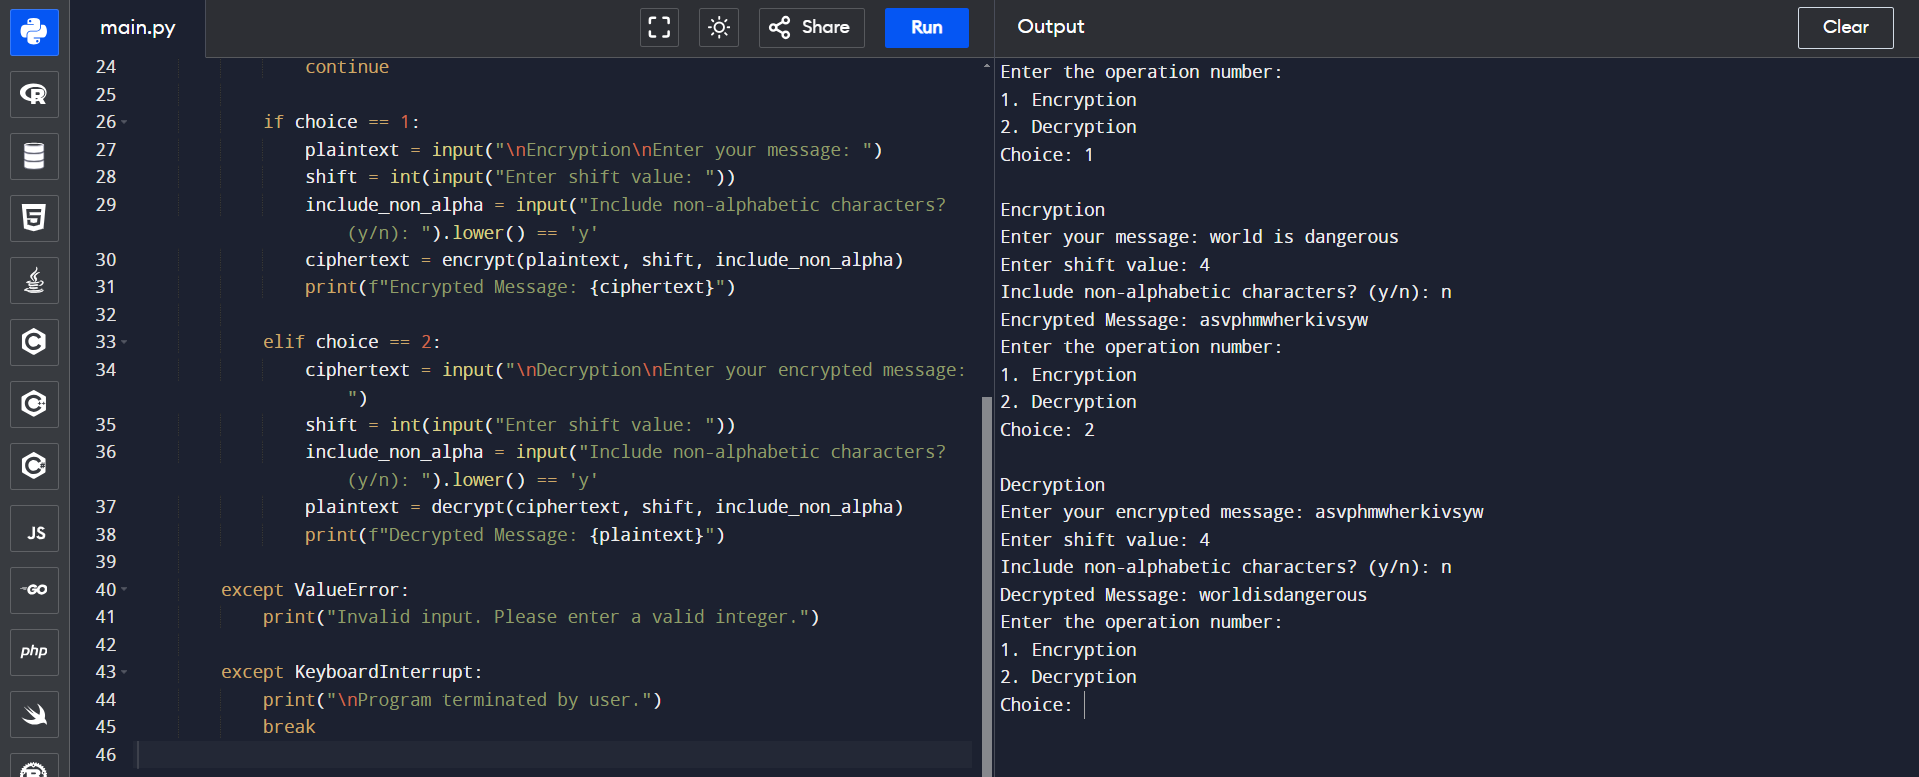 main.py
Share
Run
Output
Clear
R
5
C
C
C
JS
GO
php
R
24 continue
25
26 if choice == 1:
27 plaintext = input("\nEncryption\nEnter your message: ")
28 shift = int(input("Enter shift value: "))
29 include_non_alpha = input("Include non-alphabetic characters?
(y/n): ").lower() == 'y'
30 ciphertext = encrypt(plaintext, shift, include_non_alpha)
31 print(f"Encrypted Message: {ciphertext}")
32
33 elif choice == 2:
34 ciphertext = input("\nDecryption\nEnter your encrypted message:
")
35 shift = int(input("Enter shift value: "))
36 include_non_alpha = input("Include non-alphabetic characters?
(y/n): ").lower() == 'y'
37 plaintext = decrypt(ciphertext, shift, include_non_alpha)
38 print(f"Decrypted Message: {plaintext}")
39
40 except ValueError:
41 print("Invalid input. Please enter a valid integer.")
42
43 except KeyboardInterrupt:
44 print("\nProgram terminated by user.")
45 break
46
Enter the operation number:
1. Encryption
2. Decryption
Choice: 1

Encryption
Enter your message: world is dangerous
Enter shift value: 4
Include non-alphabetic characters? (y/n): n
Encrypted Message: asvphmwherkivsyw
Enter the operation number:
1. Encryption
2. Decryption
Choice: 2

Decryption
Enter your encrypted message: asvphmwherkivsyw
Enter shift value: 4
Include non-alphabetic characters? (y/n): n
Decrypted Message: worldisdangerous
Enter the operation number:
1. Encryption
2. Decryption
Choice: